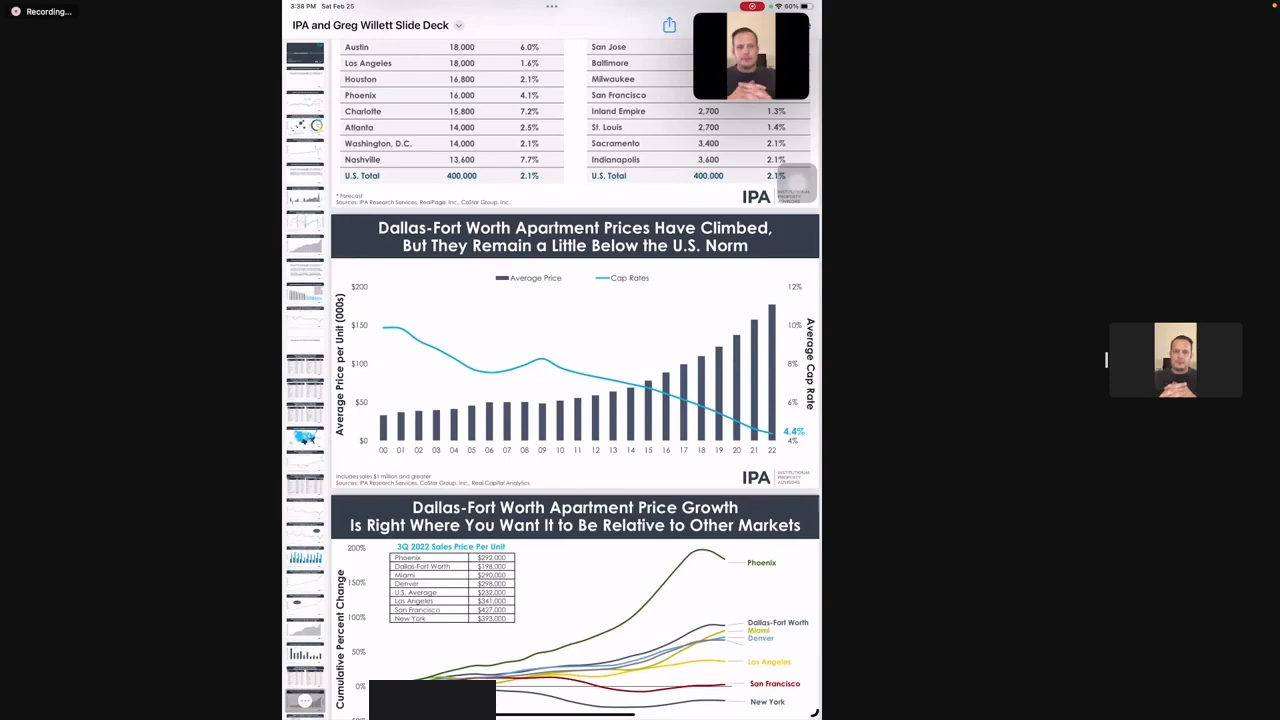 Recording...
3:38 PM Sat Feb 25
60%
IPA and Greg Willett Slide Deck
Austin 18,000 6.0% San Jose
Los Angeles 18,000 1.6% Baltimore
Houston 16,800 2.1% Milwaukee
Phoenix 16,000 4.1% San Francisco
Charlotte 15,800 7.2% Inland Empire 2,700 1.3%
Atlanta 14,000 2.5% St. Louis 2,700 1.4%
Washington, D.C. 14,000 2.1% Sacramento 3,400 2.1%
Nashville 13,600 7.7% Indianapolis 3,600 2.1%
U.S. Total 400,000 2.1% U.S. Total 400,000 2.1%
* Forecast
Sources: IPA Research Services, RealPage, Inc., CoStar Group, Inc.
IPA INSTITUTIONAL PROPERTY ADVISORS
Dallas-Fort Worth Apartment Prices Have Climbed,
But They Remain a Little Below the U.S. Norm
Average Price Cap Rates
Average Price per Unit (000s)
$200
$150
$100
$50
$0
12%
10%
8%
6%
4%
Average Cap Rate
4.4%
00 01 02 03 04 05 06 07 08 09 10 11 12 13 14 15 16 17 18 19 20 21 22
Includes sales $1 million and greater
Sources: IPA Research Services, CoStar Group, Inc., Real Capital Analytics
IPA INSTITUTIONAL PROPERTY ADVISORS
Dallas-Fort Worth Apartment Price Growth
Is Right Where You Want It to Be Relative to Other Markets
Cumulative Percent Change
200%
150%
100%
50%
0%
3Q 2022 Sales Price Per Unit
Phoenix $292,000
Dallas-Fort Worth $198,000
Miami $290,000
Denver $298,000
U.S. Average $232,000
Los Angeles $341,000
San Francisco $427,000
New York $393,000
Phoenix
Dallas-Fort Worth
Miami
Denver
Los Angeles
San Francisco
New York